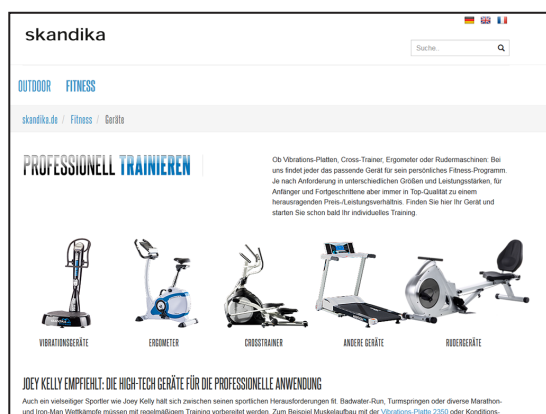 skandika
Suche..
OUTDOOR FITNESS
skandika.de / Fitness / Geräte
PROFESSIONELL TRAINIEREN
Ob Vibrations-Platten, Cross-Trainer, Ergometer oder Rudermaschinen: Bei
uns findet jeder das passende Gerät für sein persönliches Fitness-Programm.
Je nach Anforderung in unterschiedlichen Größen und Leistungsstärken, für
Anfänger und Fortgeschrittene aber immer in Top-Qualität zu einem
herausragenden Preis-/Leistungsverhältnis. Finden Sie hier Ihr Gerät und
starten Sie schon bald Ihr individuelles Training.
VIBRATIONSGERÄTE ERGOMETER CROSSTRAINER ANDERE GERÄTE RUDERGERÄTE
JOEY KELLY EMPFIEHLT: DIE HIGH-TECH GERÄTE FÜR DIE PROFESSIONELLE ANWENDUNG
Auch ein vielseitiger Sportler wie Joey Kelly hält sich zwischen seinen sportlichen Herausforderungen fit. Badwater-Run, Turmspringen oder diverse Marathon-
und Iron-Man Wettkämpfe müssen mit regelmäßigem Training vorbereitet werden. Zum Beispiel Muskelaufbau mit der Vibrations-Platte 2350 oder Konditions-